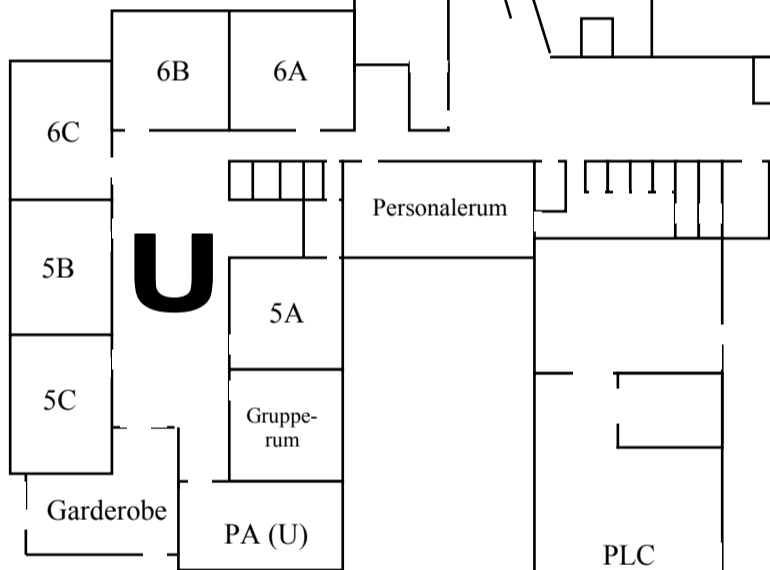 6B
6A
6C
Personalerum
5B
U
5A
5C
Gruppe-
rum
Garderobe
PA (U)
PLC